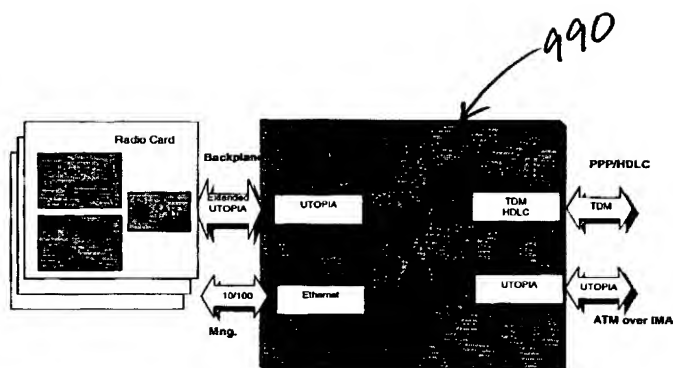 990
Radio Card
Backplane
PPP/HDLC
Extended
UTOPIA
UTOPIA
TDM
HDLC
TDM
10/100
Ethernet
UTOPIA
UTOPIA
Mng.
ATM over IMA